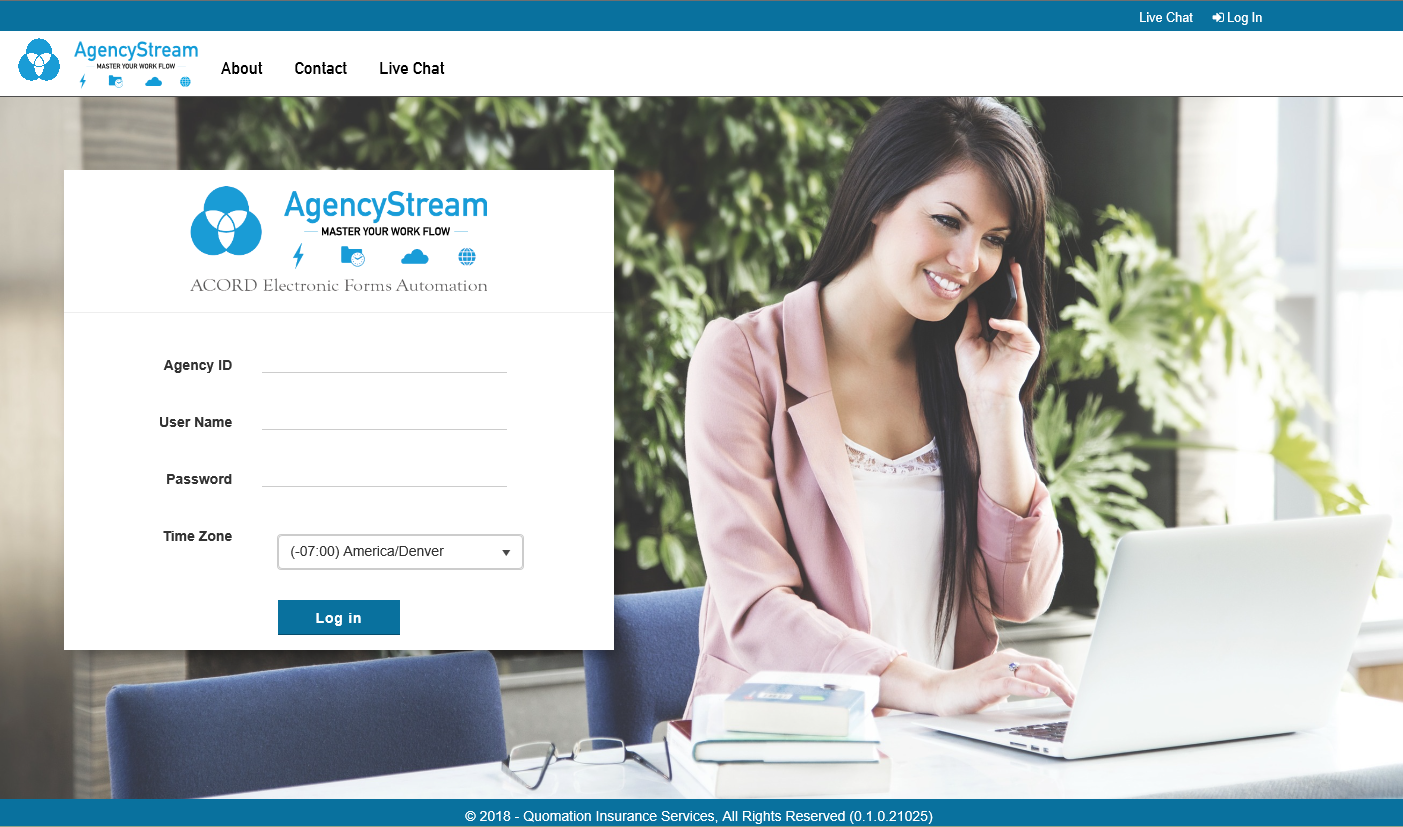 Live Chat Log In
AgencyStream
MASTER YOUR WORK FLOW
About Contact Live Chat
AgencyStream
MASTER YOUR WORK FLOW
ACORD Electronic Forms Automation
Agency ID
User Name
Password
Time Zone
(-07:00) America/Denver
Log in
© 2018 - Quomation Insurance Services, All Rights Reserved (0.1.0.21025)